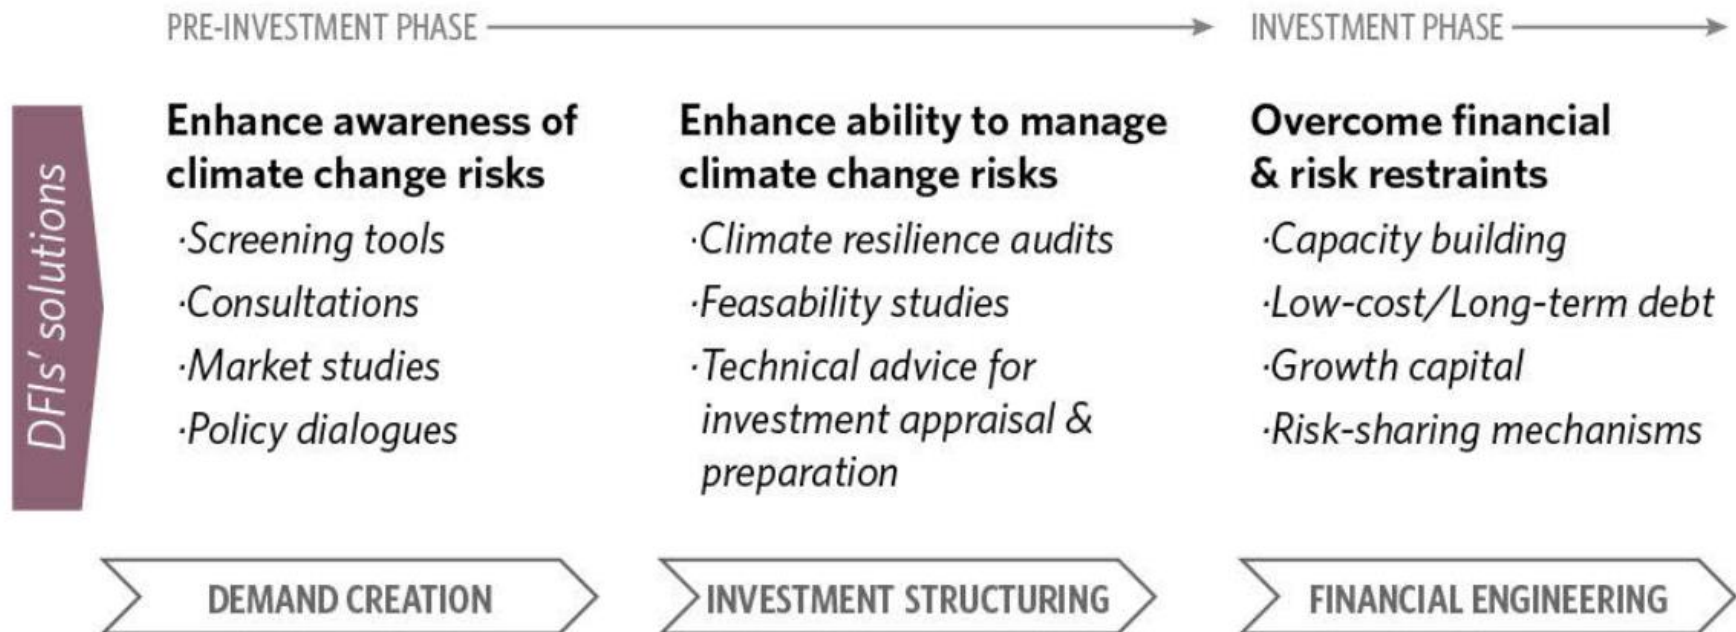 PRE-INVESTMENT PHASE
INVESTMENT PHASE
DFIs' solutions
Enhance awareness of
climate change risks
·Screening tools
·Consultations
·Market studies
·Policy dialogues
Enhance ability to manage
climate change risks
·Climate resilience audits
·Feasability studies
·Technical advice for
investment appraisal &
preparation
Overcome financial
& risk restraints
·Capacity building
·Low-cost/Long-term debt
·Growth capital
·Risk-sharing mechanisms
DEMAND CREATION
INVESTMENT STRUCTURING
FINANCIAL ENGINEERING